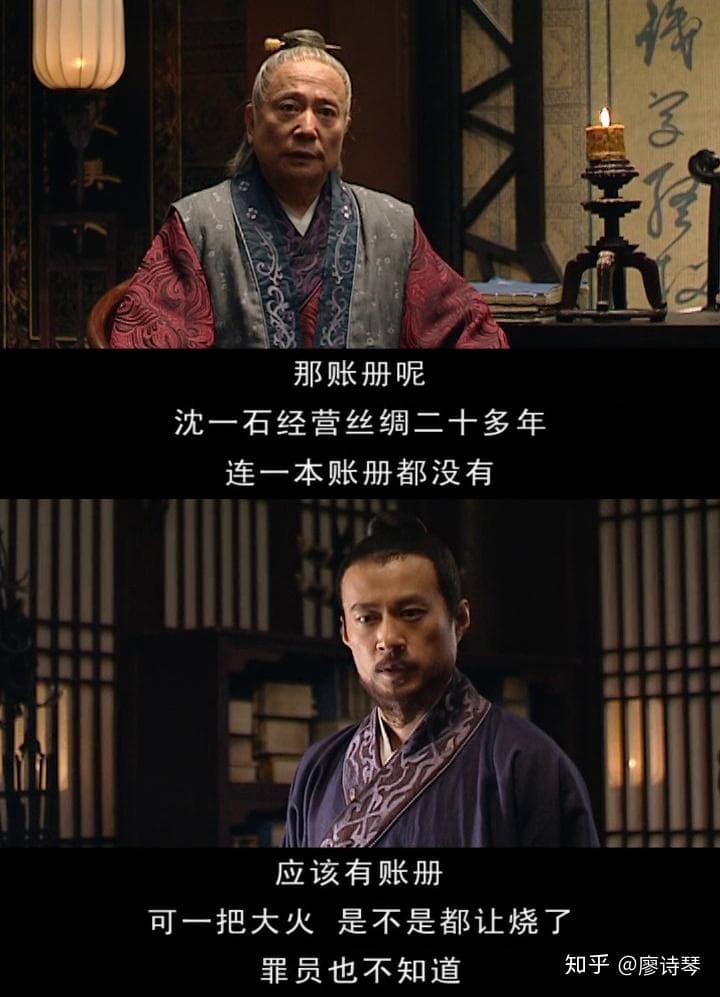 那账册呢
沈一石经营丝绸二十多年
连一本账册都没有
应该有账册
可一把大火 是不是都让烧了
罪员也不知道
知乎 @廖诗琴